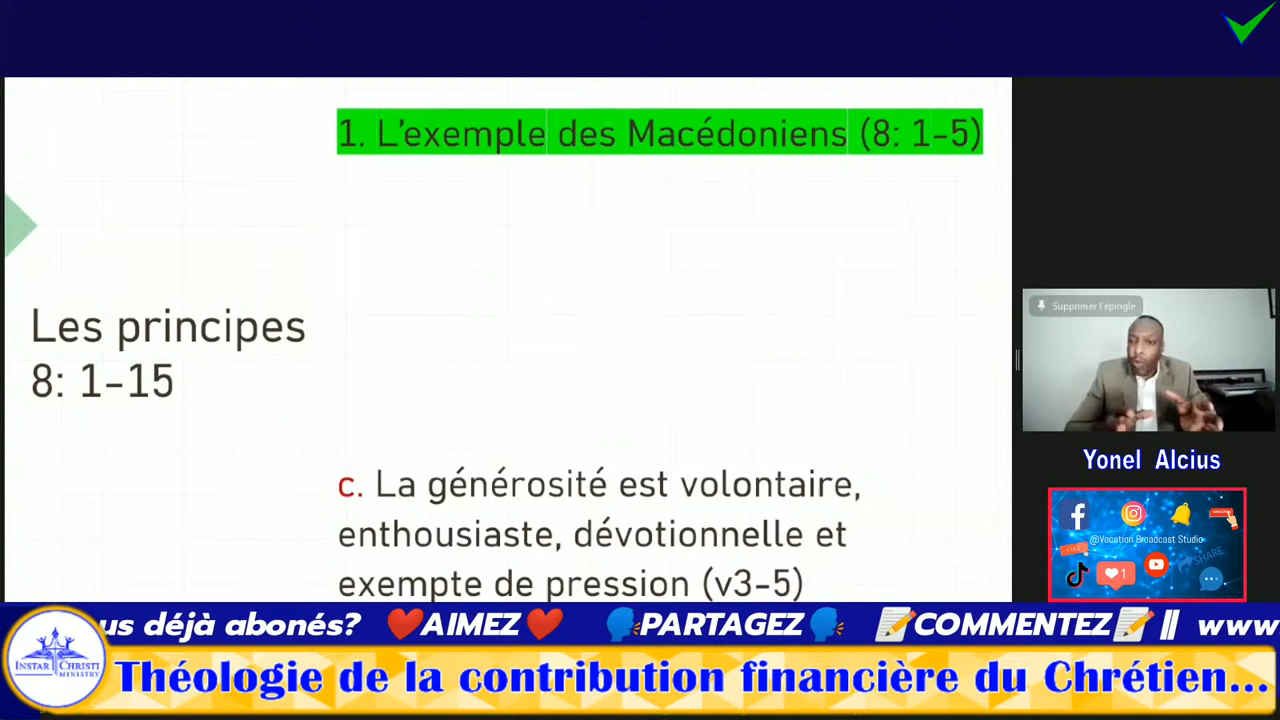 1. L'exemple des Macédoniens (8: 1-5)
Les principes
8: 1-15
c. La générosité est volontaire,
enthousiaste, dévotionnelle et
exempte de pression (v3-5)
Supprimer l'épingle
Yonel Alcius
@Vocation Broadcast Studio
SHARE
1
us déjà abonés? ❤️AIMEZ❤️ 🗣️PARTAGEZ🗣️ 📝COMMENTEZ📝 || www
INSTAR CHRISTI
MINISTRY
Théologie de la contribution financière du Chrétien...